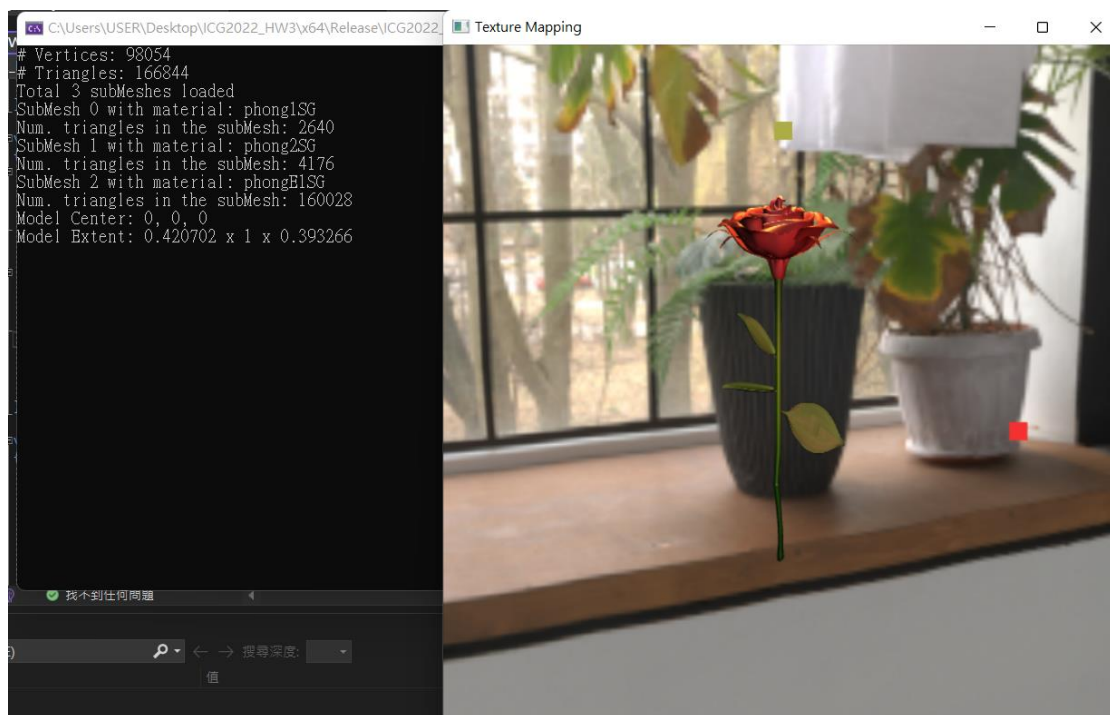 C:\Users\USER\Desktop\ICG2022_HW3\x64\Release\ICG2022_
Texture Mapping
# Vertices: 98054
# Triangles: 166844
Total 3 subMeshes loaded
SubMesh 0 with material: phong1SG
Num. triangles in the subMesh: 2640
SubMesh 1 with material: phong2SG
Num. triangles in the subMesh: 4176
SubMesh 2 with material: phongE1SG
Num. triangles in the subMesh: 160028
Model Center: 0, 0, 0
Model Extent: 0.420702 x 1 x 0.393266
找不到任何問題
搜尋深度:
值